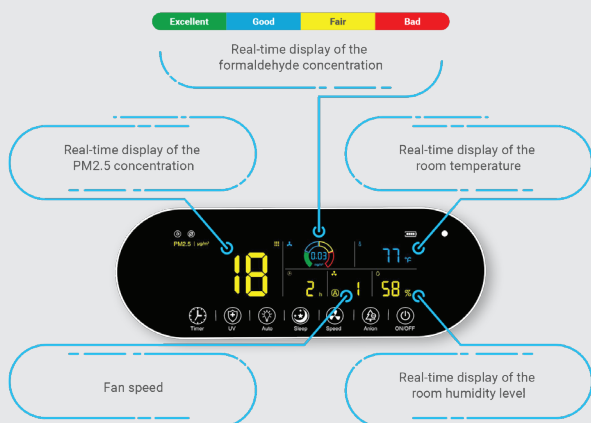 Excellent Good Fair Bad
Real-time display of the
formaldehyde concentration
Real-time display of the
PM2.5 concentration
Real-time display of the
room temperature
PM2.5 | ug/m³
18
0.03
77 °F
2 h
A 1
58 %
Timer UV Auto Sleep Speed Anion ON/OFF
Fan speed
Real-time display of the
room humidity level